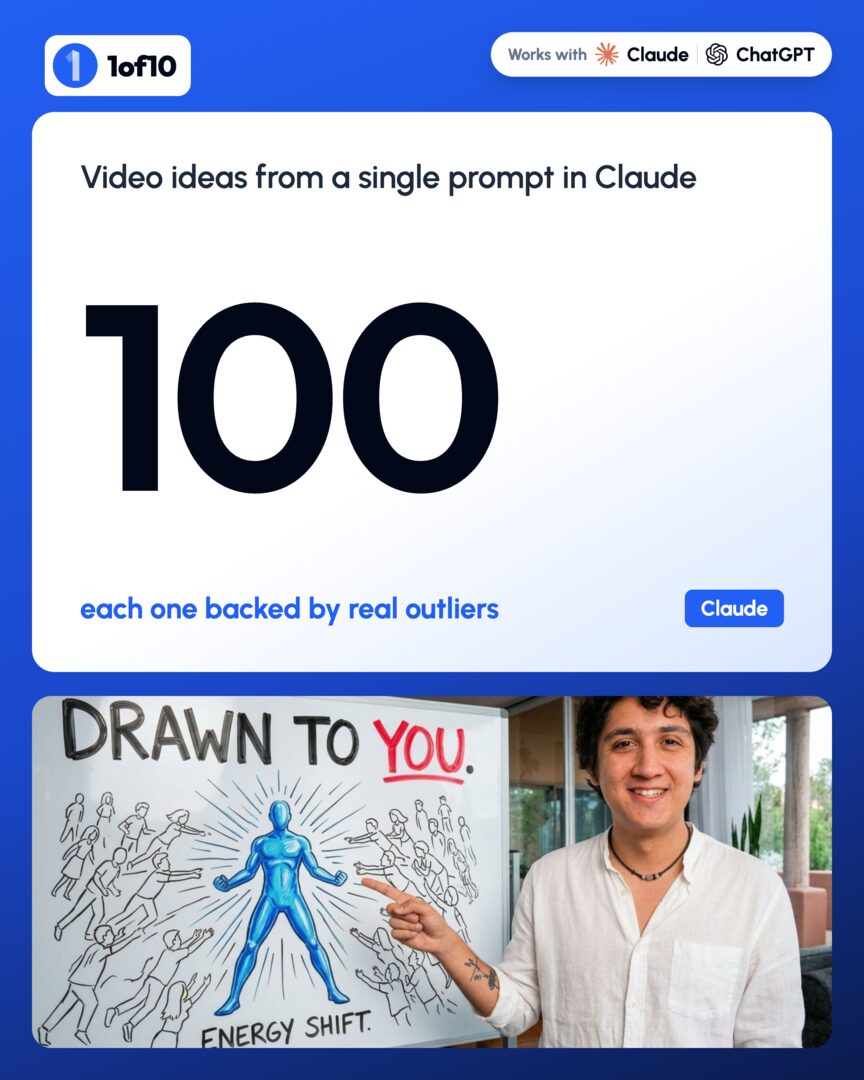 1of10
Works with Claude ChatGPT
Video ideas from a single prompt in Claude
100
each one backed by real outliers
Claude
DRAWN TO YOU.
ENERGY SHIFT.